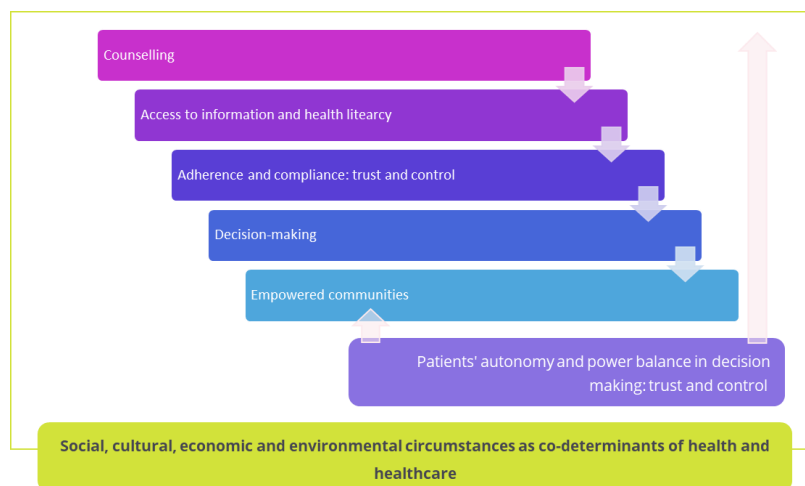 Counselling
Access to information and health litearcy
Adherence and compliance: trust and control
Decision-making
Empowered communities
Patients' autonomy and power balance in decision
making: trust and control
Social, cultural, economic and environmental circumstances as co-determinants of health and
healthcare